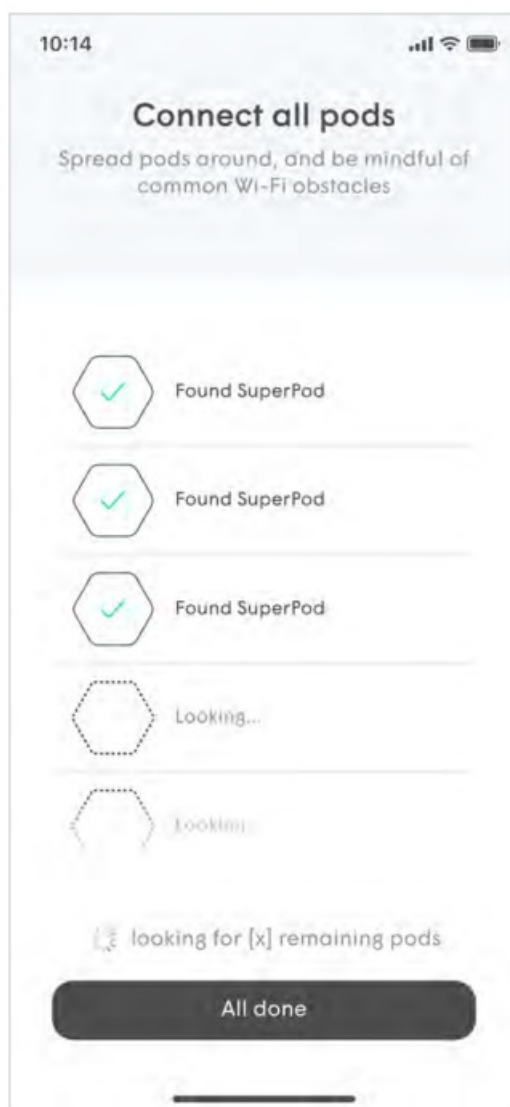 10:14
Connect all pods
Spread pods around, and be mindful of
common Wi-Fi obstacles
Found SuperPod
Found SuperPod
Found SuperPod
Looking...
Looking...
looking for [x] remaining pods
All done